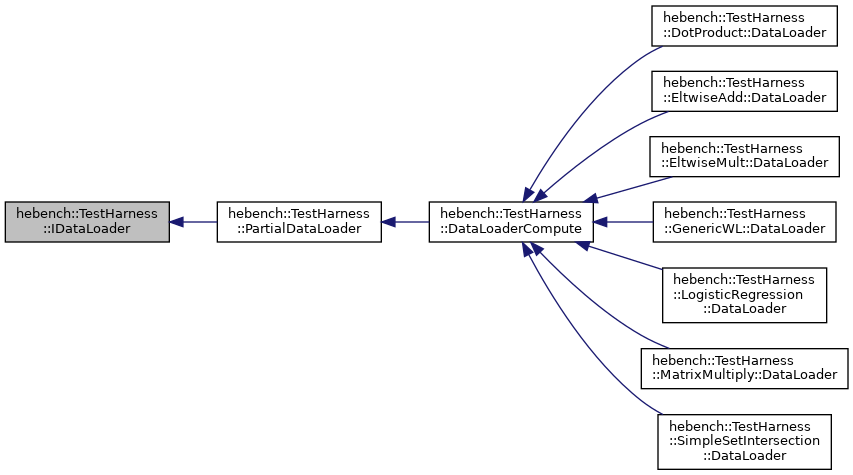 hebench::TestHarness
::IDataLoader
hebench::TestHarness
::PartialDataLoader
hebench::TestHarness
::DataLoaderCompute
hebench::TestHarness
::DotProduct::DataLoader
hebench::TestHarness
::EltwiseAdd::DataLoader
hebench::TestHarness
::EltwiseMult::DataLoader
hebench::TestHarness
::GenericWL::DataLoader
hebench::TestHarness
::LogisticRegression
::DataLoader
hebench::TestHarness
::MatrixMultiply::DataLoader
hebench::TestHarness
::SimpleSetIntersection
::DataLoader